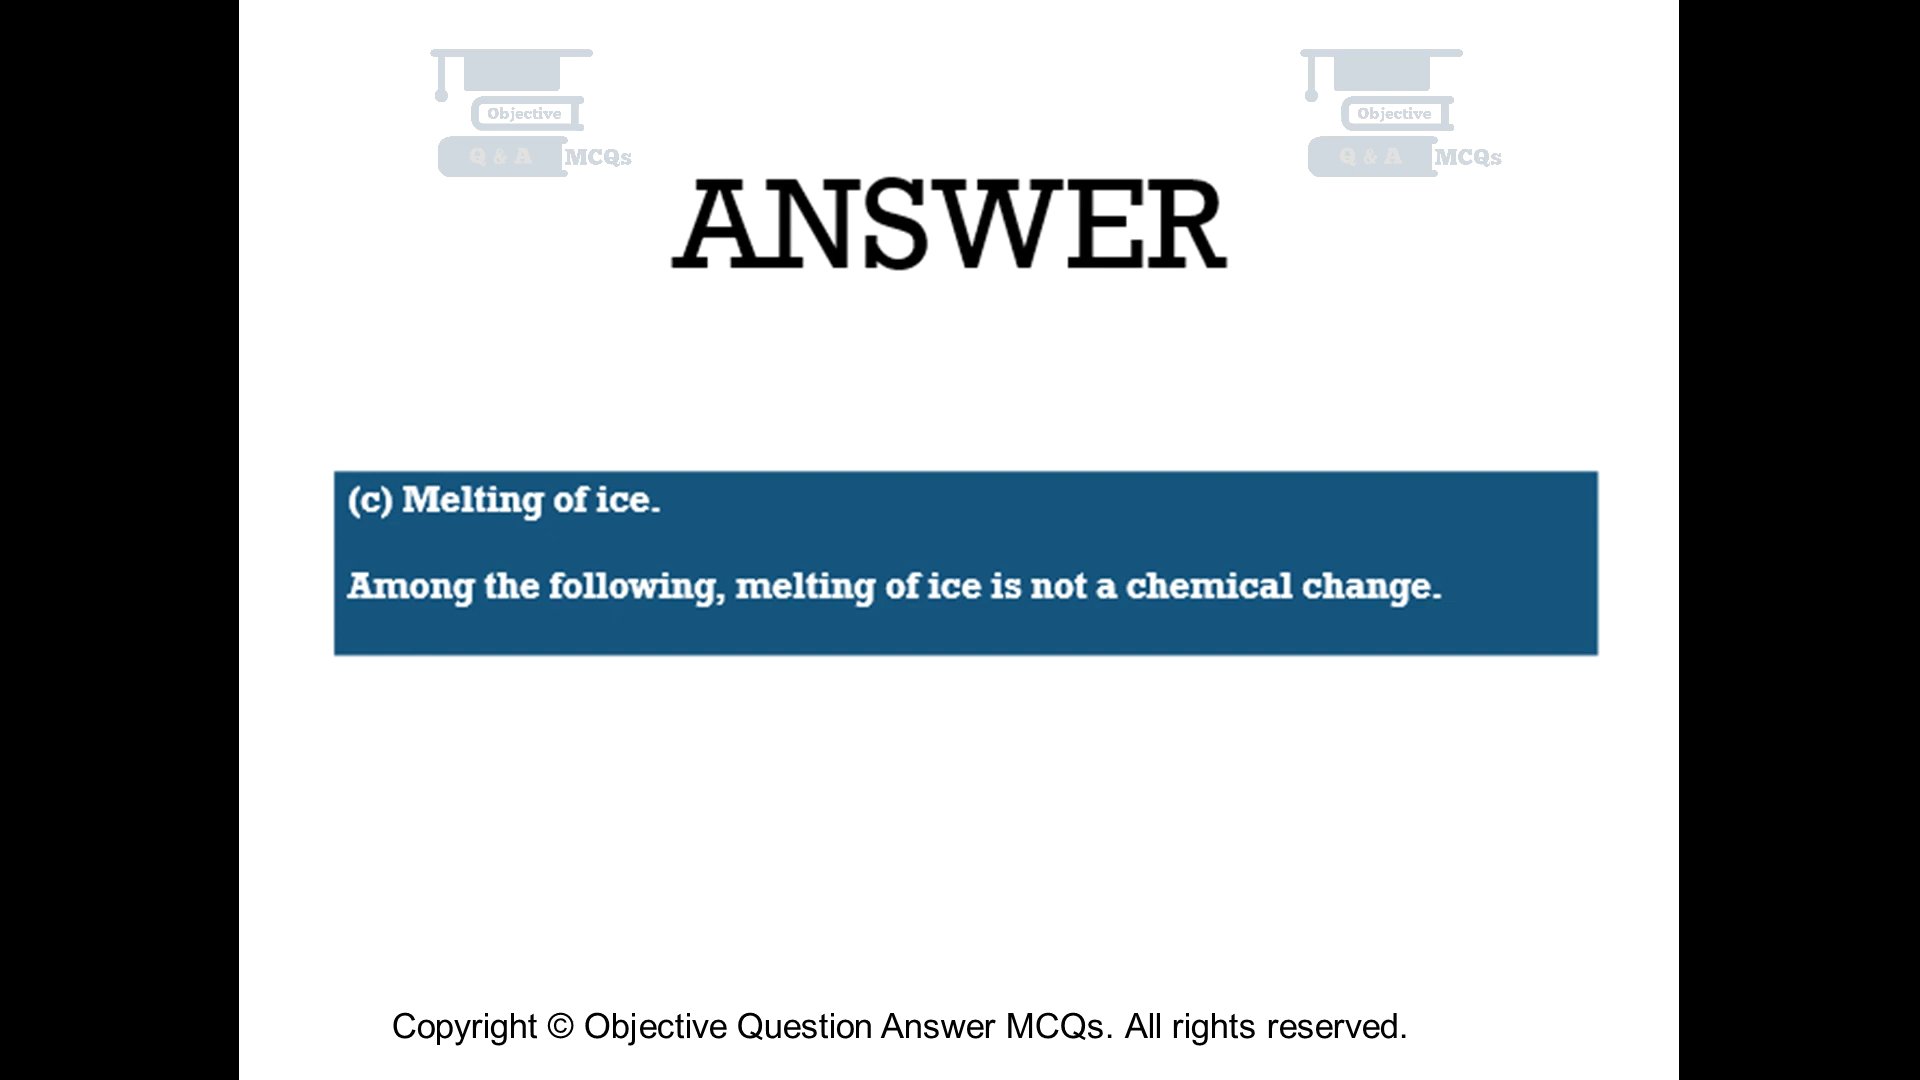 Objective
Q & A MCQs
Objective
Q & A MCQs
ANSWER
(c) Melting of ice.
Among the following, melting of ice is not a chemical change.
Copyright © Objective Question Answer MCQs. All rights reserved.